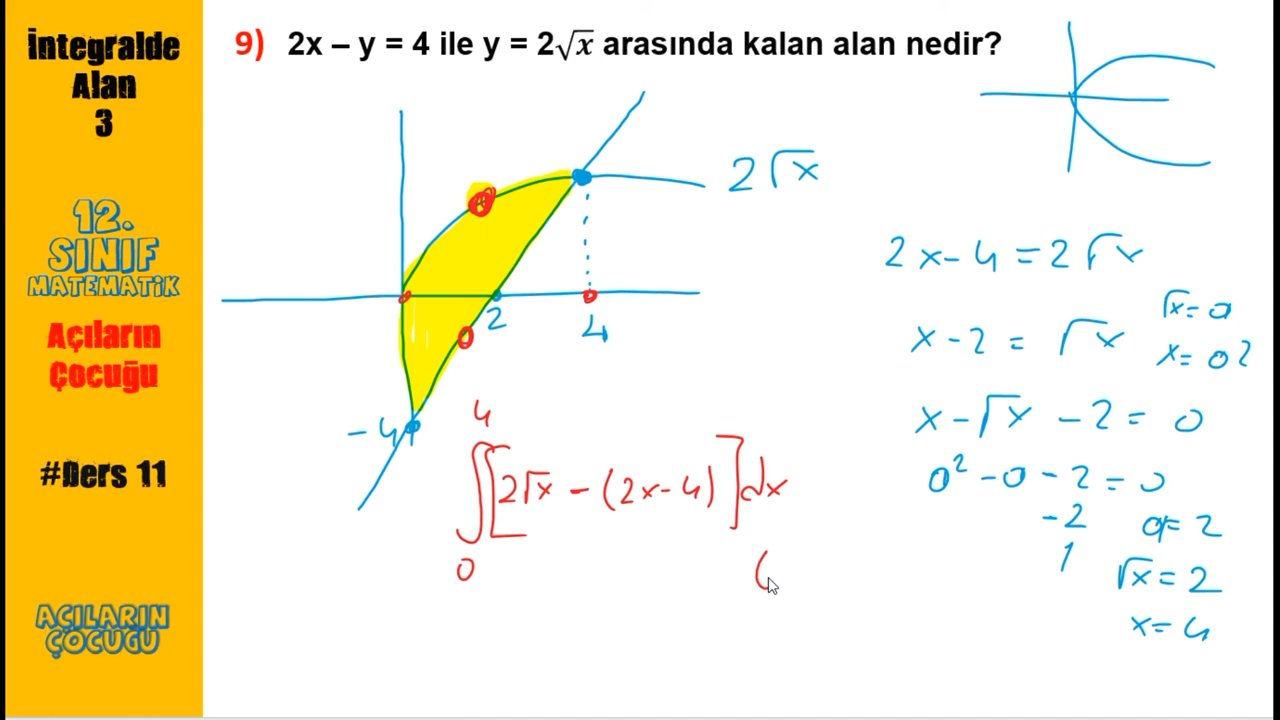 İntegralde
Alan
3
12.
SINIF
MATEMATİK
Açıların
Çocuğu
#Ders 11
AÇILARIN
ÇOCUĞU
9) 2x – y = 4 ile y = 2√x arasında kalan alan nedir?
2√x
2
4
-4
4
∫[2√x - (2x-4)]dx
0
(
2x-4 = 2√x
x-2 = √x
√x = a
x = a²
x - √x - 2 = 0
a² - a - 2 = 0
-2 a = 2
1 √x = 2
x = 4